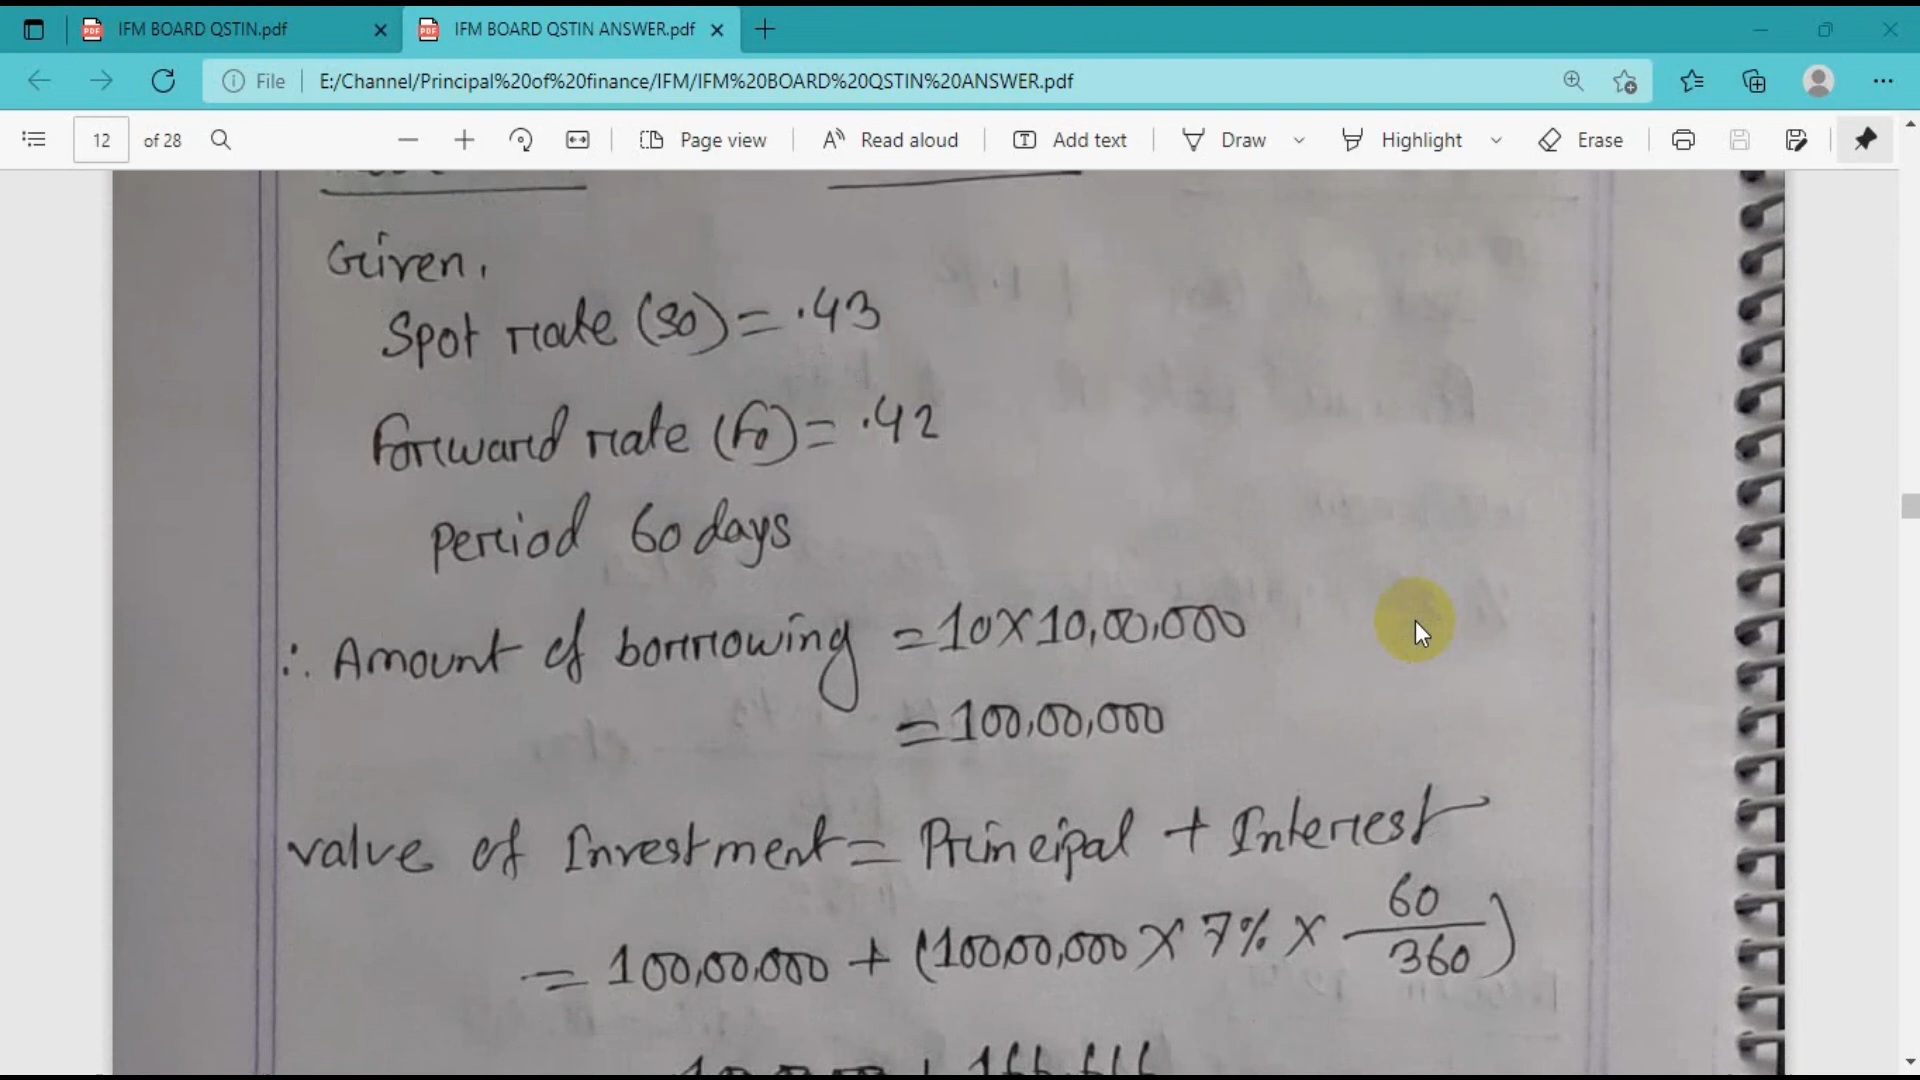 IFM BOARD QSTIN.pdf
IFM BOARD QSTIN ANSWER.pdf
File
E:/Channel/Principal%20of%20finance/IFM/IFM%20BOARD%20QSTIN%20ANSWER.pdf
12 of 28
Page view
Read aloud
Add text
Draw
Highlight
Erase
Given,
Spot rate (S0) = .43
Forward rate (F0) = .42
Period 60 days
∴ Amount of borrowing = 10×10,00,000
= 100,00,000
Value of Investment = Principal + Interest
= 100,00,000 + (10000,000 × 7% × 60/360)